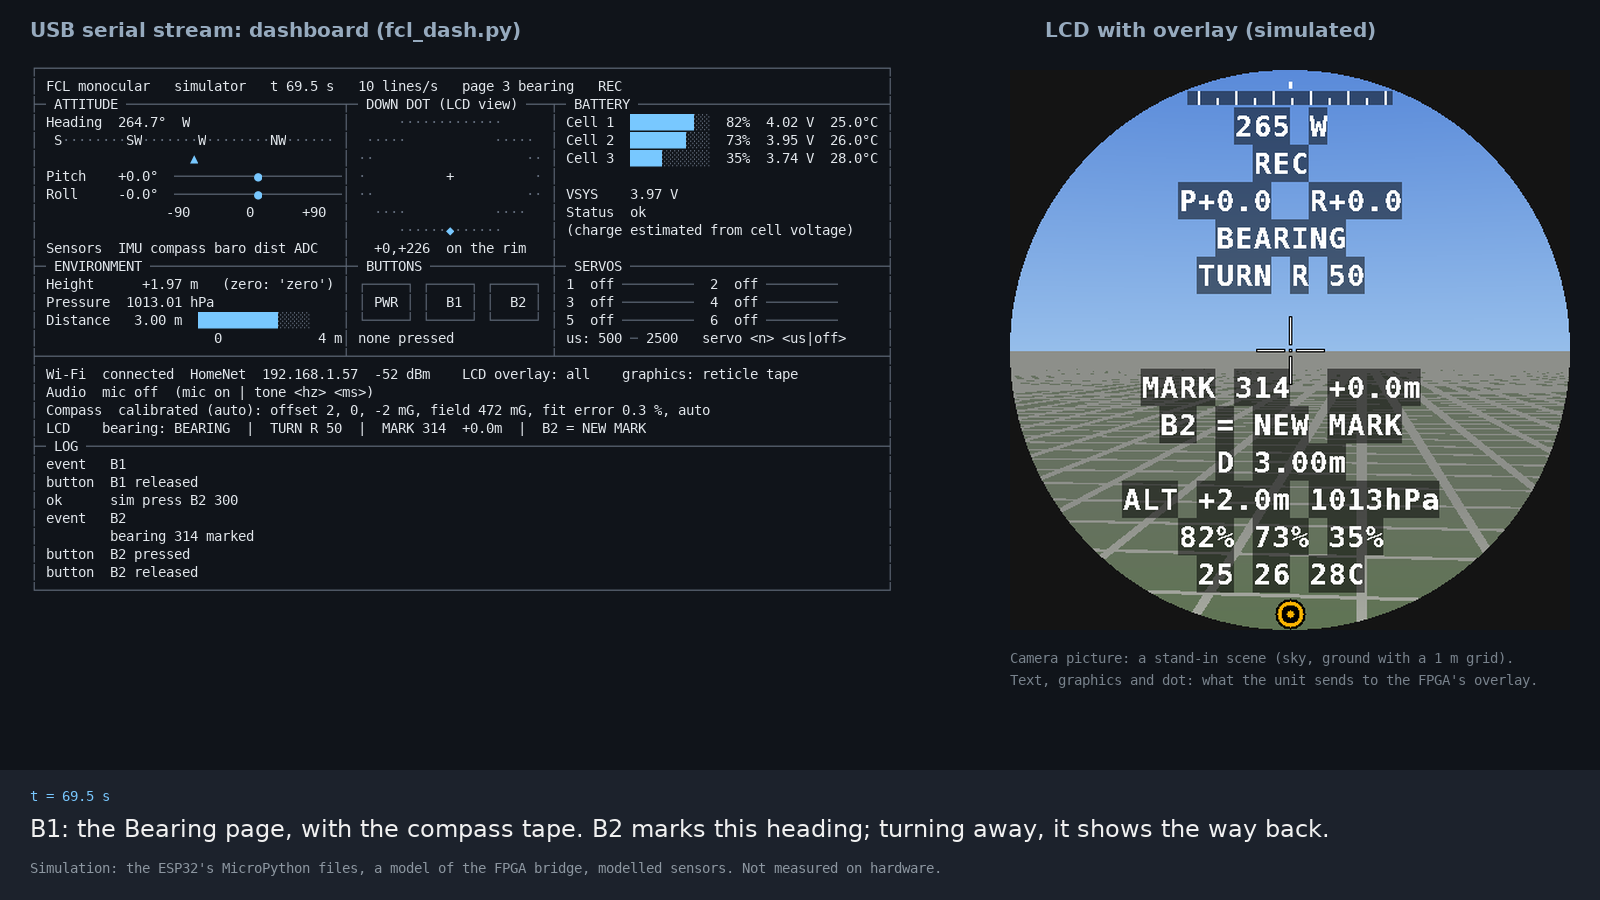 USB serial stream: dashboard (fcl_dash.py)
FCL monocular   simulator   t 69.5 s   10 lines/s   page 3 bearing   REC
ATTITUDE
Heading  264.7°  W
S········SW·······W········NW······
▲
Pitch    +0.0°
Roll     -0.0°
-90       0      +90
Sensors  IMU compass baro dist ADC
DOWN DOT (LCD view)
+
+0,+226  on the rim
BATTERY
Cell 1  82%  4.02 V  25.0°C
Cell 2  73%  3.95 V  26.0°C
Cell 3  35%  3.74 V  28.0°C
VSYS    3.97 V
Status  ok
(charge estimated from cell voltage)
ENVIRONMENT
Height      +1.97 m   (zero: 'zero')
Pressure  1013.01 hPa
Distance   3.00 m
0            4 m
BUTTONS
PWR   B1   B2
none pressed
SERVOS
1  off  2  off
3  off  4  off
5  off  6  off
us: 500 — 2500   servo <n> <us|off>
Wi-Fi  connected  HomeNet  192.168.1.57  -52 dBm    LCD overlay: all    graphics: reticle tape
Audio  mic off  (mic on | tone <hz> <ms>)
Compass  calibrated (auto): offset 2, 0, -2 mG, field 472 mG, fit error 0.3 %, auto
LCD    bearing: BEARING  |  TURN R 50  |  MARK 314  +0.0m  |  B2 = NEW MARK
LOG
event   B1
button  B1 released
ok      sim press B2 300
event   B2
bearing 314 marked
button  B2 pressed
button  B2 released
LCD with overlay (simulated)
265 W
REC
P+0.0  R+0.0
BEARING
TURN R 50
MARK 314  +0.0m
B2 = NEW MARK
D 3.00m
ALT +2.0m 1013hPa
82% 73% 35%
25 26 28C
Camera picture: a stand-in scene (sky, ground with a 1 m grid).
Text, graphics and dot: what the unit sends to the FPGA's overlay.
t = 69.5 s
B1: the Bearing page, with the compass tape. B2 marks this heading; turning away, it shows the way back.
Simulation: the ESP32's MicroPython files, a model of the FPGA bridge, modelled sensors. Not measured on hardware.